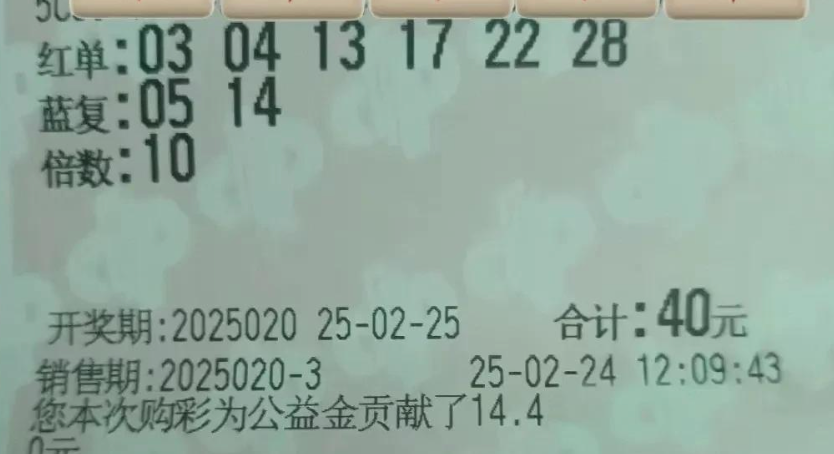 红单:03 04 13 17 22 28
蓝复:05 14
倍数:10
开奖期:2025020 25-02-25 合计:40元
销售期:2025020-3 25-02-24 12:09:43
您本次购彩为公益金贡献了14.4
0元